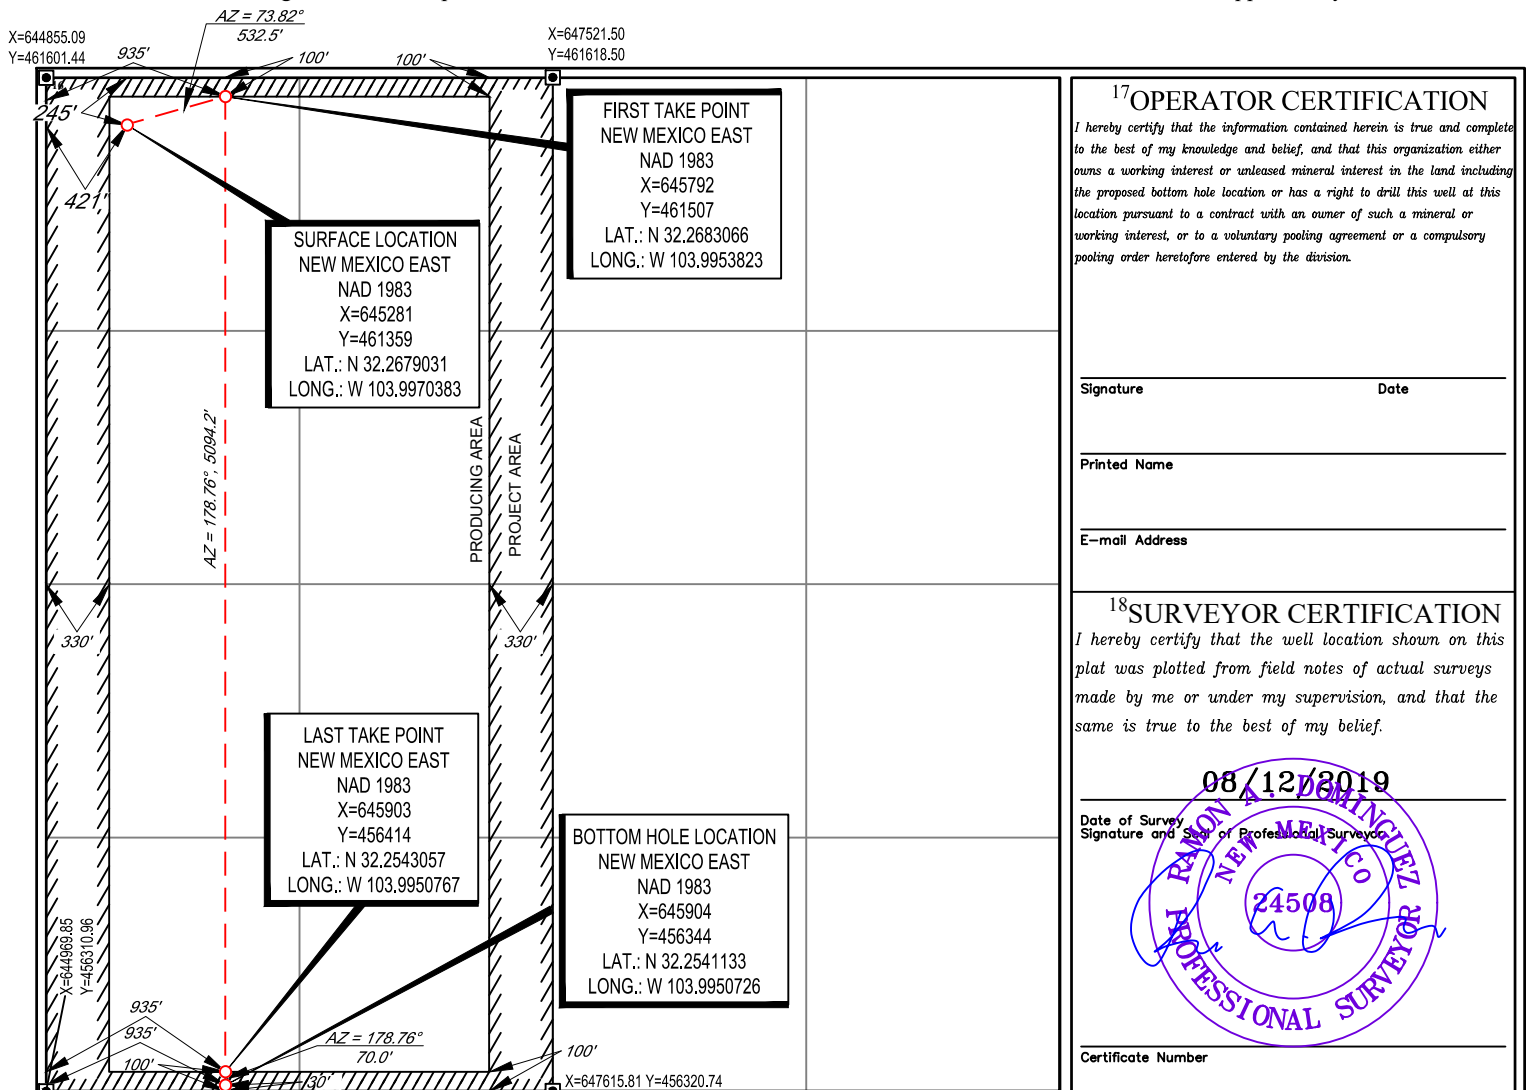 AZ = 73.82°
532.5'
X=644855.09
Y=461601.44
935'
100'
100'
X=647521.50
Y=461618.50
245'
421'
FIRST TAKE POINT
NEW MEXICO EAST
NAD 1983
X=645792
Y=461507
LAT.: N 32.2683066
LONG.: W 103.9953823
SURFACE LOCATION
NEW MEXICO EAST
NAD 1983
X=645281
Y=461359
LAT.: N 32.2679031
LONG.: W 103.9970383
AZ = 178.76°, 5094.2'
PRODUCING AREA
PROJECT AREA
330'
330'
LAST TAKE POINT
NEW MEXICO EAST
NAD 1983
X=645903
Y=456414
LAT.: N 32.2543057
LONG.: W 103.9950767
BOTTOM HOLE LOCATION
NEW MEXICO EAST
NAD 1983
X=645904
Y=456344
LAT.: N 32.2541133
LONG.: W 103.9950726
X=644969.85
Y=456310.96
935'
935'
100'
AZ = 178.76°
70.0'
30'
100'
X=647615.81 Y=456320.74
17OPERATOR CERTIFICATION
I hereby certify that the information contained herein is true and complete
to the best of my knowledge and belief, and that this organization either
owns a working interest or unleased mineral interest in the land including
the proposed bottom hole location or has a right to drill this well at this
location pursuant to a contract with an owner of such a mineral or
working interest, or to a voluntary pooling agreement or a compulsory
pooling order heretofore entered by the division.
Signature Date
Printed Name
E-mail Address
18SURVEYOR CERTIFICATION
I hereby certify that the well location shown on this
plat was plotted from field notes of actual surveys
made by me or under my supervision, and that the
same is true to the best of my belief.
08/12/2019
Date of Survey
Signature and Seal of Professional Surveyor
RAMON A. DOMINGUEZ
NEW MEXICO
24508
PROFESSIONAL SURVEYOR
Certificate Number